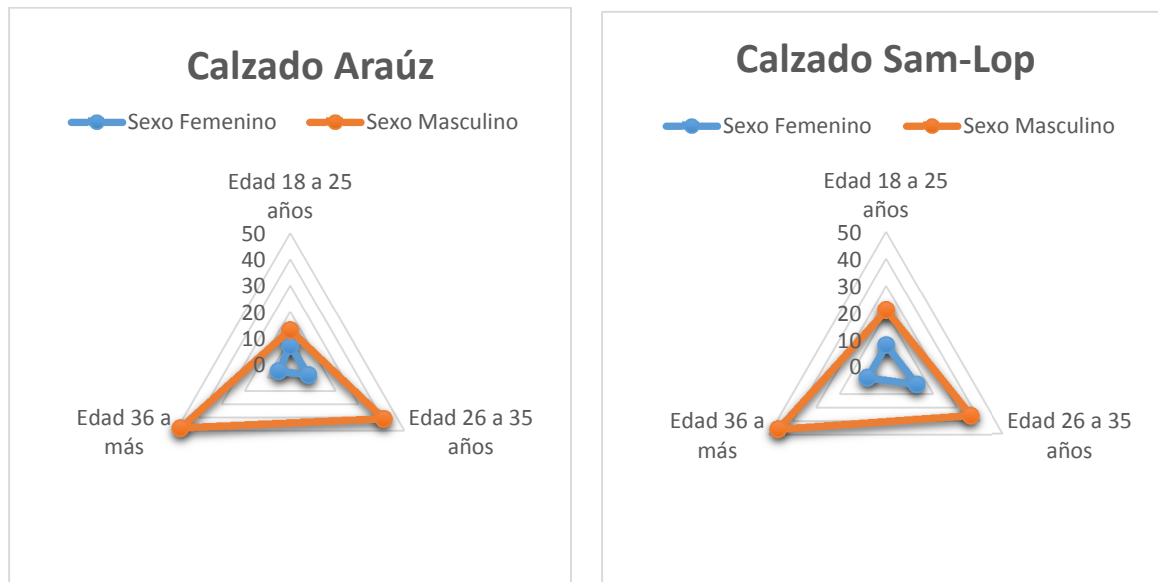 Calzado Araúz
Sexo Femenino
Sexo Masculino
Edad 18 a 25
años
50
40
30
20
10
0
Edad 36 a
más
Edad 26 a 35
años
Calzado Sam-Lop
Sexo Femenino
Sexo Masculino
Edad 18 a 25
años
50
40
30
20
10
0
Edad 36 a
más
Edad 26 a 35
años